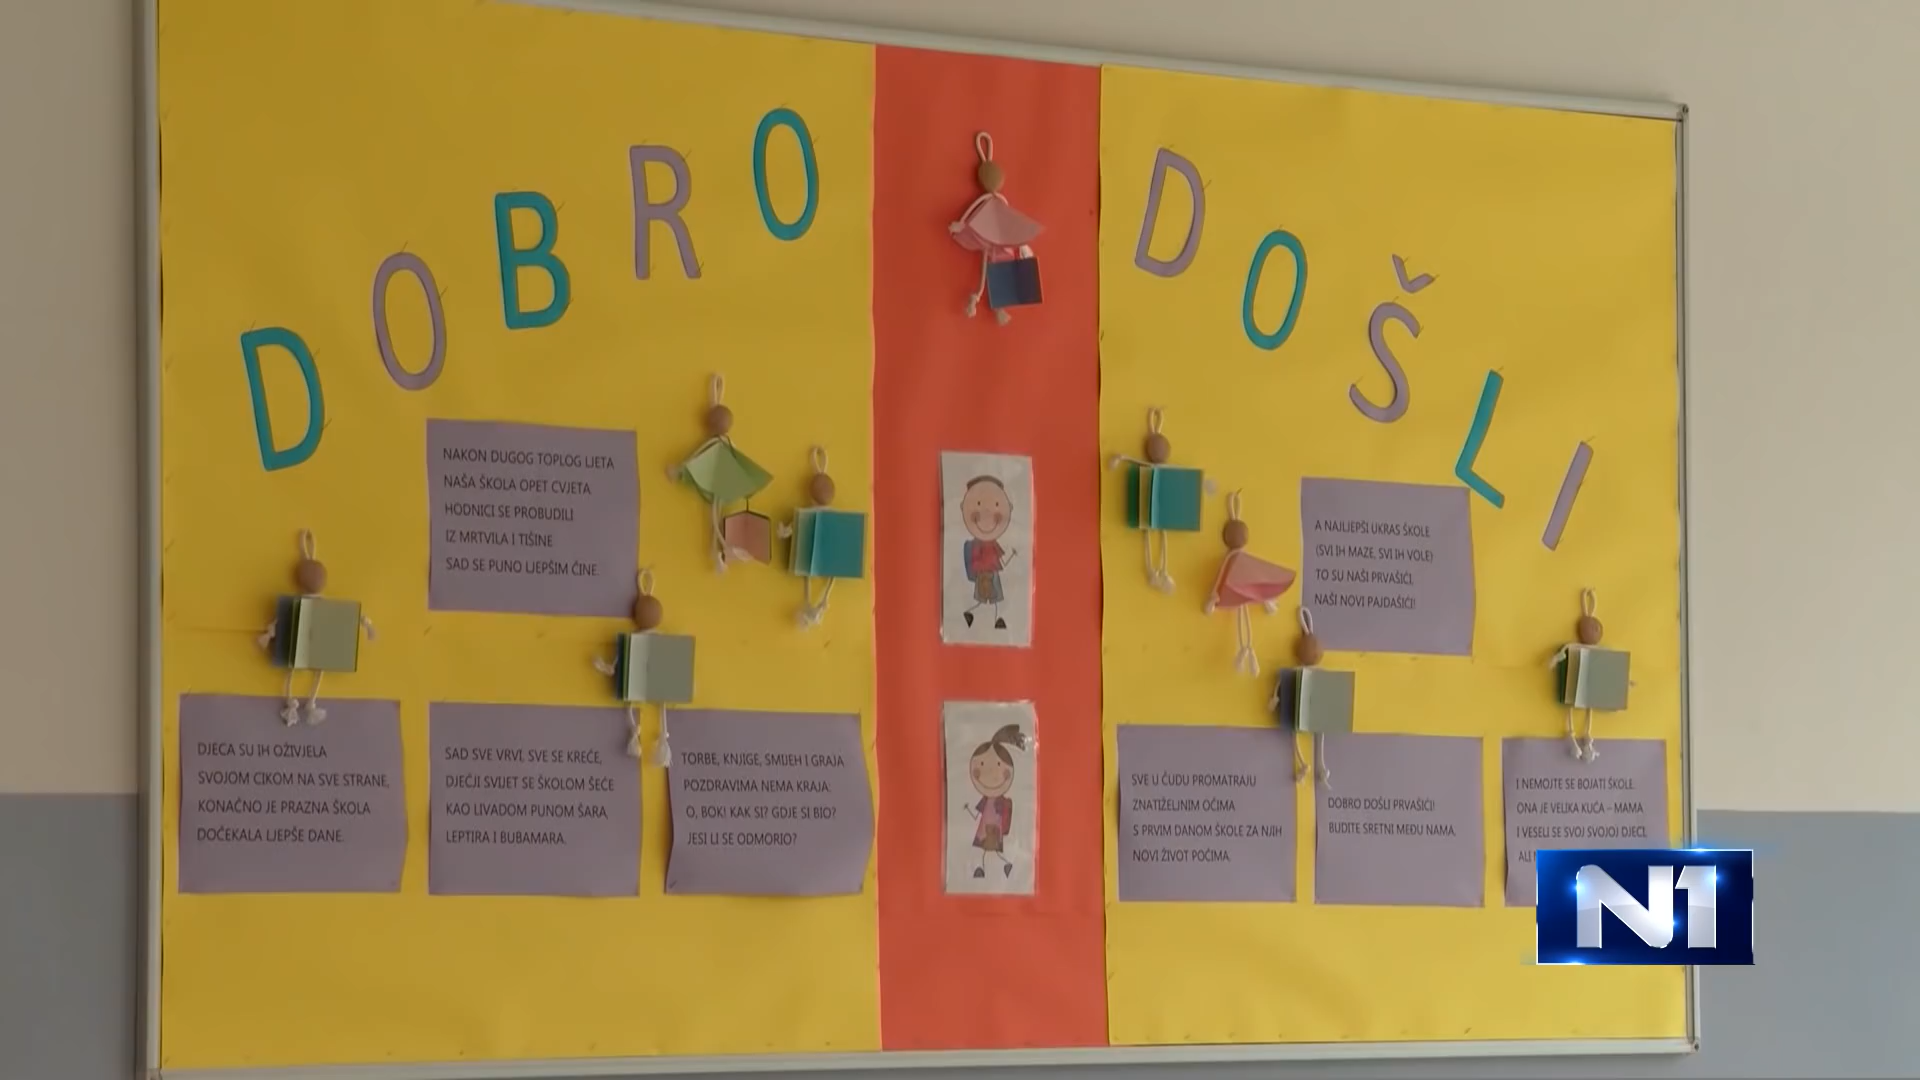 DOBRO DOŠLI
NAKON DUGOG TOPLOG LJETA
NAŠA ŠKOLA OPET CVJETA.
HODNICI SE PROBUDILI
IZ MRTVILA I TIŠINE
SAD SE PUNO LJEPŠIM ČINE.
DJECA SU IH OŽIVJELA
SVOJOM CIKOM NA SVE STRANE,
KONAČNO JE PRAZNA ŠKOLA
DOČEKALA LJEPŠE DANE.
SAD SVE VRVI, SVE SE KREĆE,
DJEČJI SVIJET SE ŠKOLOM ŠEĆE
KAO LIVADOM PUNOM ŠARA,
LEPTIRA I BUBAMARA.
TORBE, KNJIGE, SMIJEH I GRAJA
POZDRAVIMA NEMA KRAJA:
O, BOK! KAK SI? GDJE SI BIO?
JESI LI SE ODMORIO?
A NAJLJEPŠI UKRAS ŠKOLE
(SVI IH MAZE, SVI IH VOLE)
TO SU NAŠI PRVAŠIĆI,
NAŠI NOVI PAJDAŠIĆI!
SVE U ČUDU PROMATRAJU
ZNATIŽELJNIM OČIMA
S PRVIM DANOM ŠKOLE ZA NJIH
NOVI ŽIVOT POČIMA.
DOBRO DOŠLI PRVAŠIĆI!
BUDITE SRETNI MEĐU NAMA.
I NEMOJTE SE BOJATI ŠKOLE.
ONA JE VELIKA KUĆA – MAMA
I VESELI SE SVOJ SVOJOJ DJECI,
ALI
N1